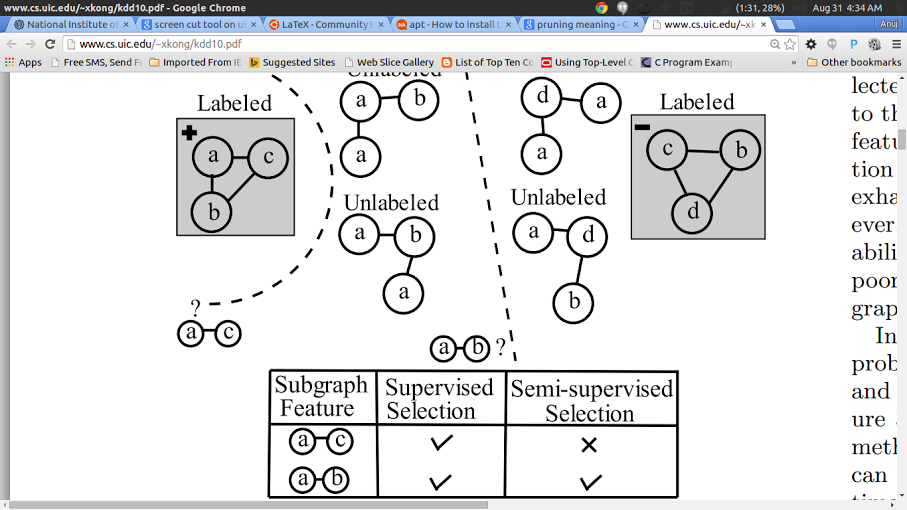 www.cs.uic.edu/~xkong/kdd10.pdf - Google Chrome
(1:31, 28%)
Aug 31 4:34 AM
Anuj
National Institute of
screen cut tool on u
LaTeX - Community
apt - How to install L
pruning meaning - G
www.cs.uic.edu/~xk
www.cs.uic.edu/~xkong/kdd10.pdf
Apps
Free SMS, Send F
Imported From IE
Suggested Sites
Web Slice Gallery
List of Top Ten Co
Using Top-Level C
C Program Examp
»
Other bookmarks
Unlabeled
Labeled
+
a
c
b
a
b
a
Unlabeled
a
b
a
d
a
a
Unlabeled
a
d
b
Labeled
-
c
b
d
?
a
c
a
b
?
Subgraph
Feature
Supervised
Selection
Semi-supervised
Selection
a
c
✓
×
a
b
✓
✓
lecte
to th
featu
tion
exha
ever
abili
poor
grap
In
prob
and
ure
meth
can